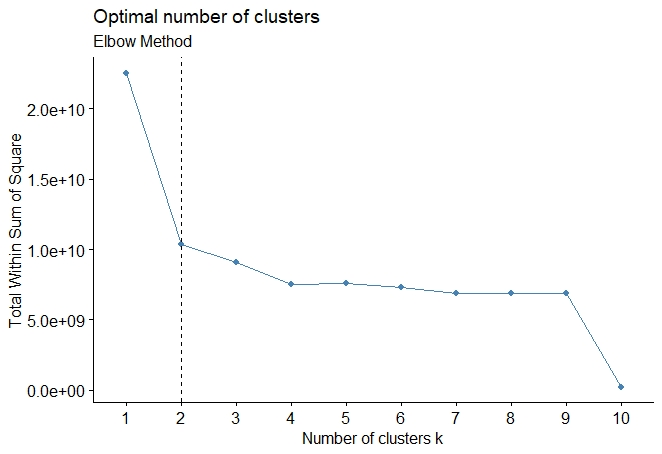 Optimal number of clusters
Elbow Method
Total Within Sum of Square
2.0e+10
1.5e+10
1.0e+10
5.0e+09
0.0e+00
1 2 3 4 5 6 7 8 9 10
Number of clusters k